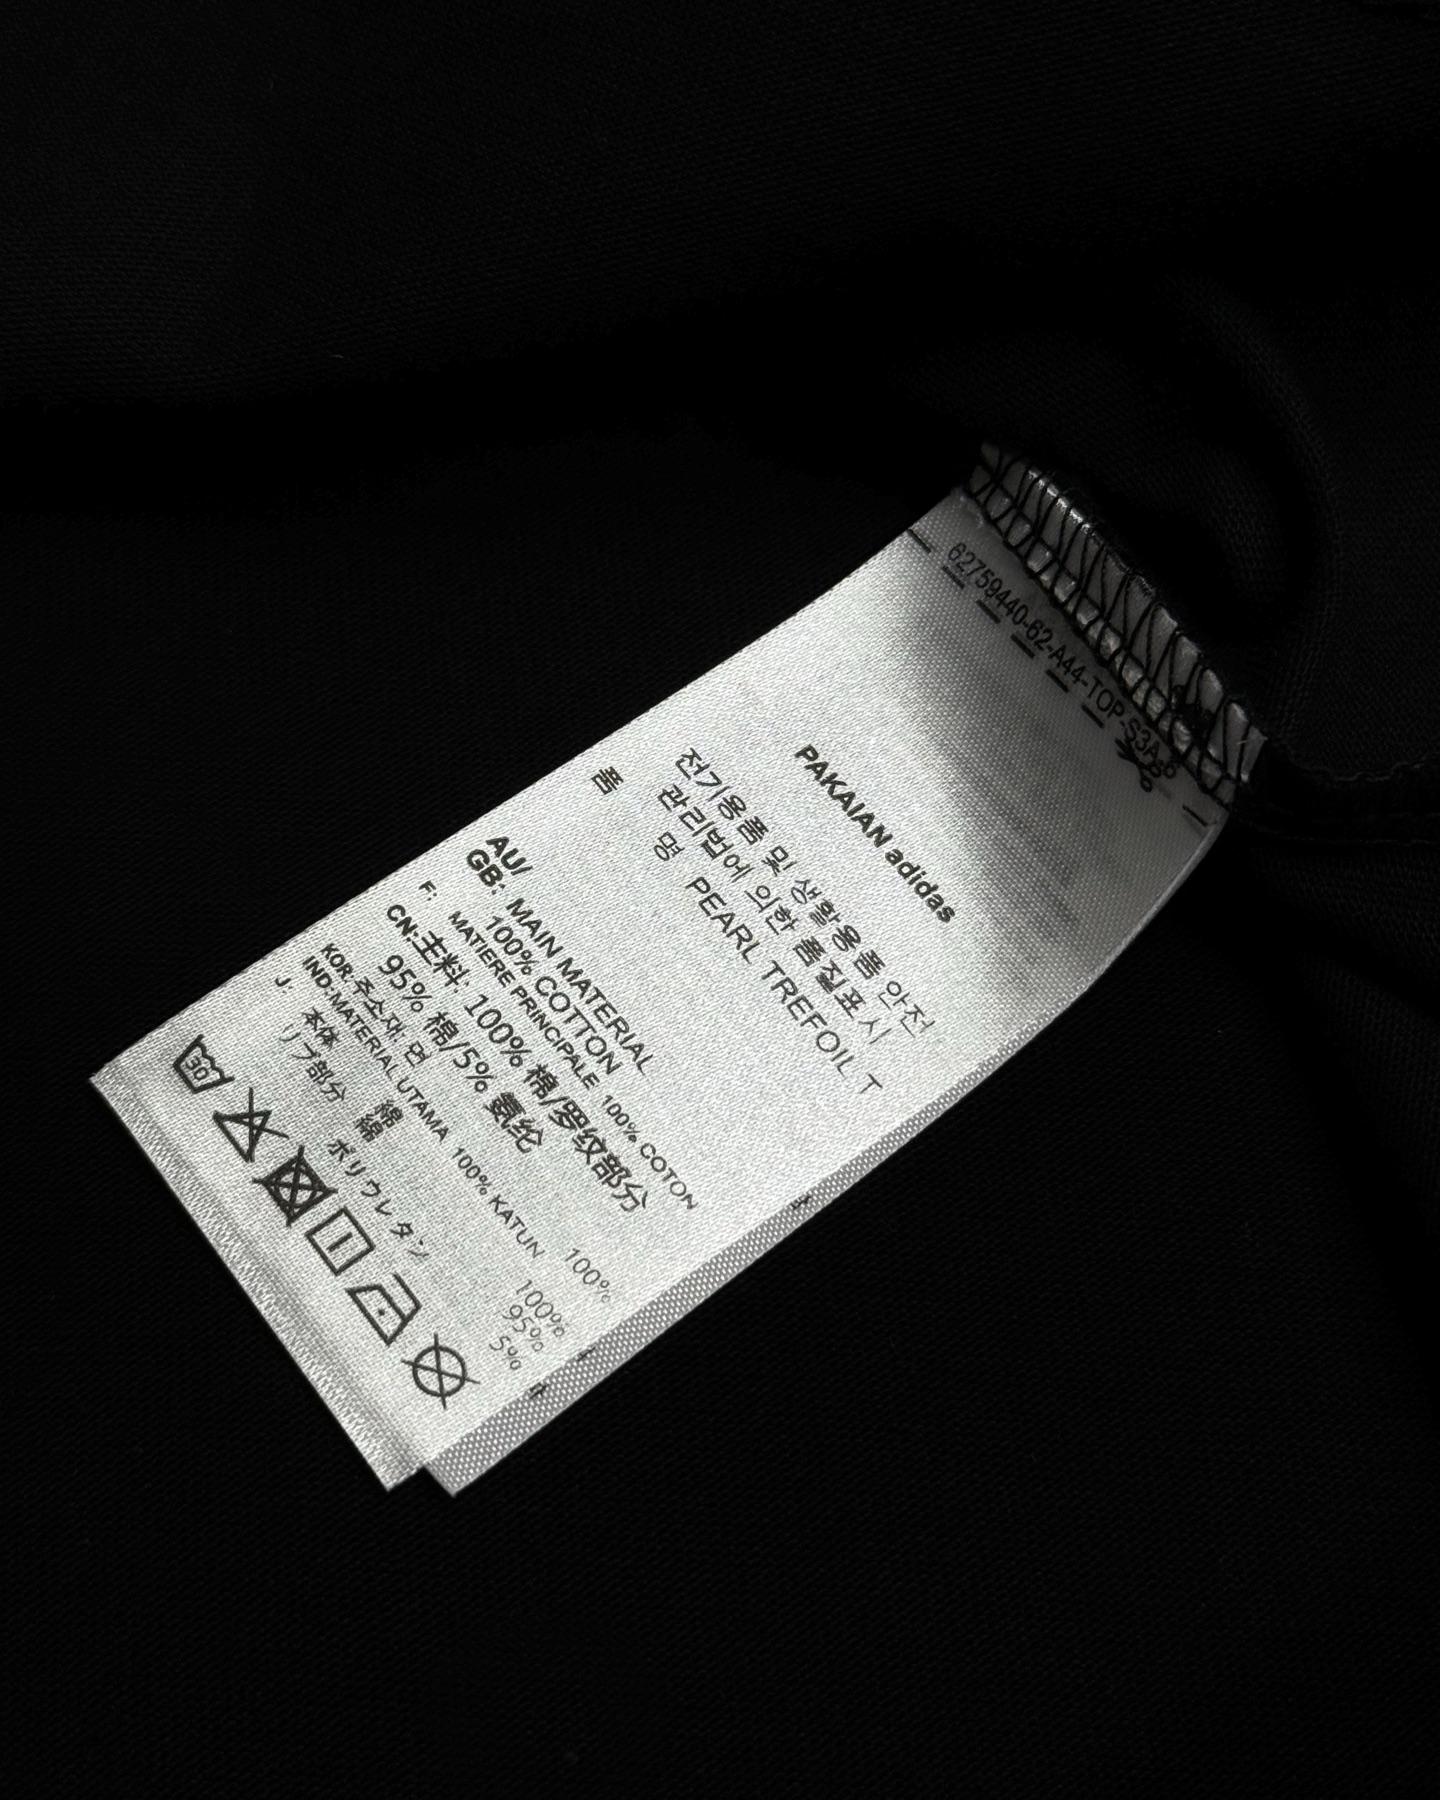 62759440-62-A44-TOP-S3A
PAKAIAN adidas
전기용품 및 생활용품 안전
관리법에 의한 품질표시
품 명 PEARL TREFOIL T
AU/
GB: MAIN MATERIAL
100% COTTON
F: MATIERE PRINCIPALE 100% COTON
CN:主料: 100% 棉/罗纹部分
95% 棉/5% 氨纶
KOR:주소재 면 100%
IND:MATERIAL UTAMA 100% KATUN
J: 本体 綿 100%
リブ部分 綿 95%
ポリウレタン 5%
30